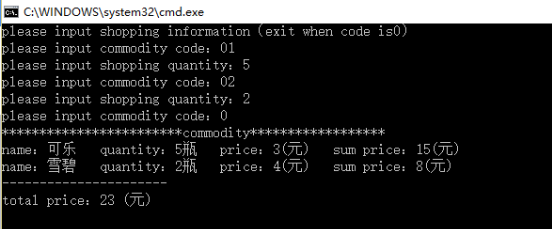 C:\WINDOWS\system32\cmd.exe
please input shopping information (exit when code is0)
please input commodity code: 01
please input shopping quantity: 5
please input commodity code: 02
please input shopping quantity: 2
please input commodity code: 0
************************commodity******************
name: 可乐 quantity: 5瓶 price: 3(元) sum price: 15(元)
name: 雪碧 quantity: 2瓶 price: 4(元) sum price: 8(元)
----------------------
total price: 23 (元)